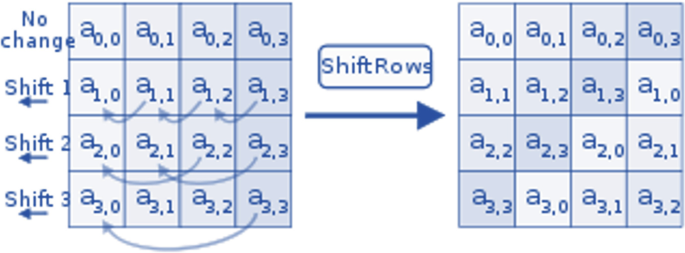 No change
a0,0 a0,1 a0,2 a0,3
Shift 1
a1,0 a1,1 a1,2 a1,3
Shift 2
a2,0 a2,1 a2,2 a2,3
Shift 3
a3,0 a3,1 a3,2 a3,3
ShiftRows
a0,0 a0,1 a0,2 a0,3
a1,1 a1,2 a1,3 a1,0
a2,2 a2,3 a2,0 a2,1
a3,3 a3,0 a3,1 a3,2